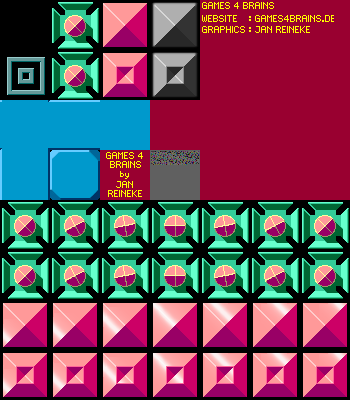 GAMES 4 BRAINS
WEBSITE : GAMES4BRAINS.DE
GRAPHICS : JAN REINEKE
GAMES 4
BRAINS
by
JAN
REINEKE